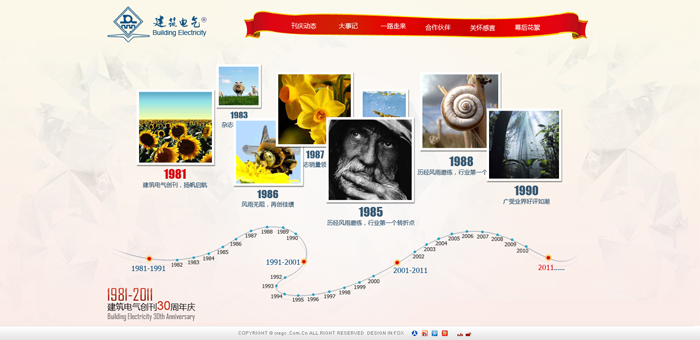 建筑电气®
Building Electricity
刊庆动态 大事记 一路走来 合作伙伴 关怀感言 幕后花絮
1983
杂志
1981
建筑电气创刊，扬帆启航
1987
志销量领
1986
风雨无阻，再创佳绩
1985
历经风雨磨练，行业第一个转折点
1988
历经风雨磨练，行业第一个
1990
广受业界好评如潮
1981-1991
1982 1983 1984 1985 1986 1987 1988 1989 1990
1991-2001
1992
1993
1994 1995 1996 1997 1998 1999 2000
2001-2011
2002 2003 2004 2005 2006 2007 2008 2009 2010
2011......
1981-2011
建筑电气创刊30周年庆
Building Electricity 30th Anniversary
COPYRIGHT © .Com.Cn ALL RIGHT RESERVED DESIGN IN FOX